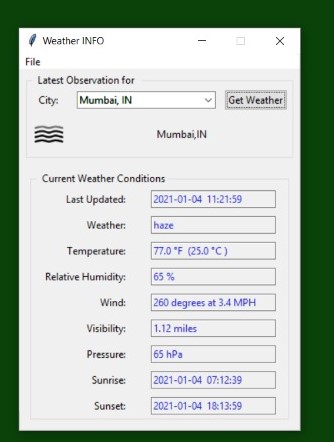 Weather INFO
File
Latest Observation for
City: Mumbai, IN Get Weather
Mumbai,IN
Current Weather Conditions
Last Updated: 2021-01-04 11:21:59
Weather: haze
Temperature: 77.0 °F (25.0 °C )
Relative Humidity: 65 %
Wind: 260 degrees at 3.4 MPH
Visibility: 1.12 miles
Pressure: 65 hPa
Sunrise: 2021-01-04 07:12:39
Sunset: 2021-01-04 18:13:59